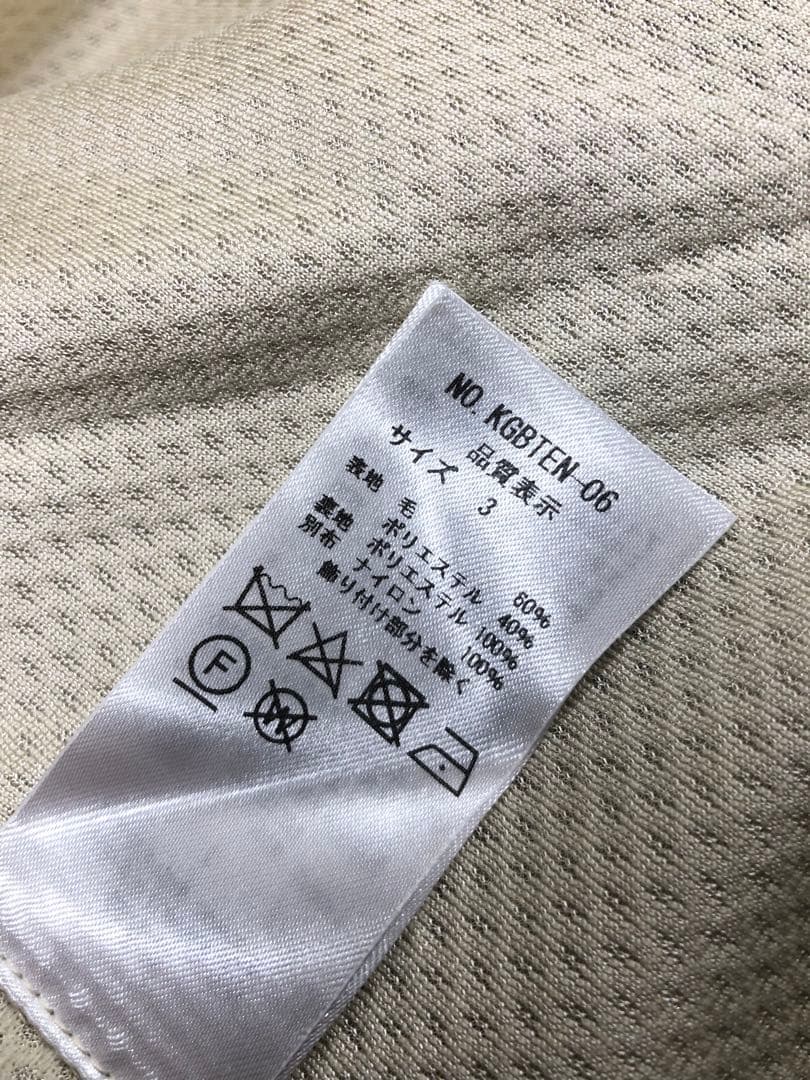 NO. KGBTEN-06
品質表示
サイズ 3
表地 毛 60%
ポリエステル 40%
裏地 ポリエステル 100%
別布 ナイロン 100%
飾り付け部分を除く
F W